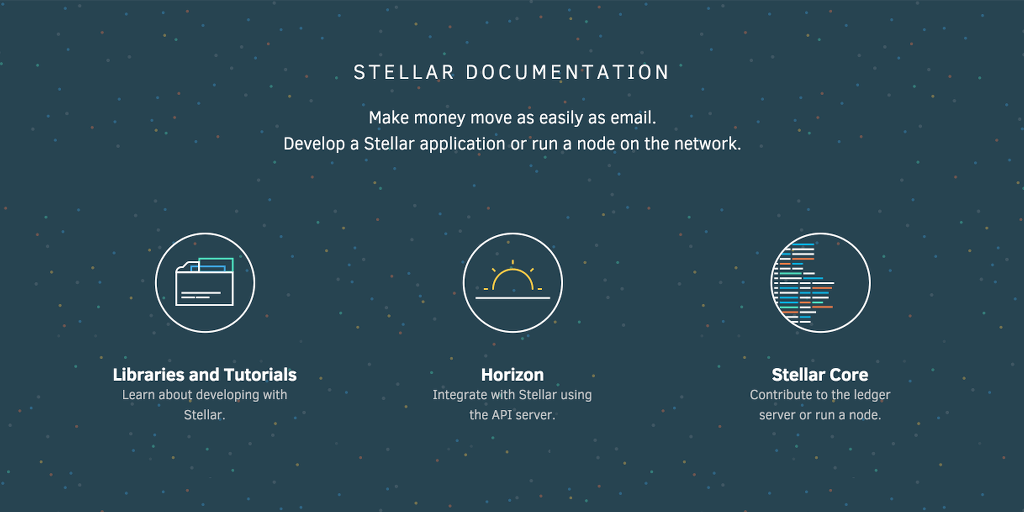 STELLAR DOCUMENTATION
Make money move as easily as email.
Develop a Stellar application or run a node on the network.
Libraries and Tutorials
Learn about developing with
Stellar.
Horizon
Integrate with Stellar using
the API server.
Stellar Core
Contribute to the ledger
server or run a node.